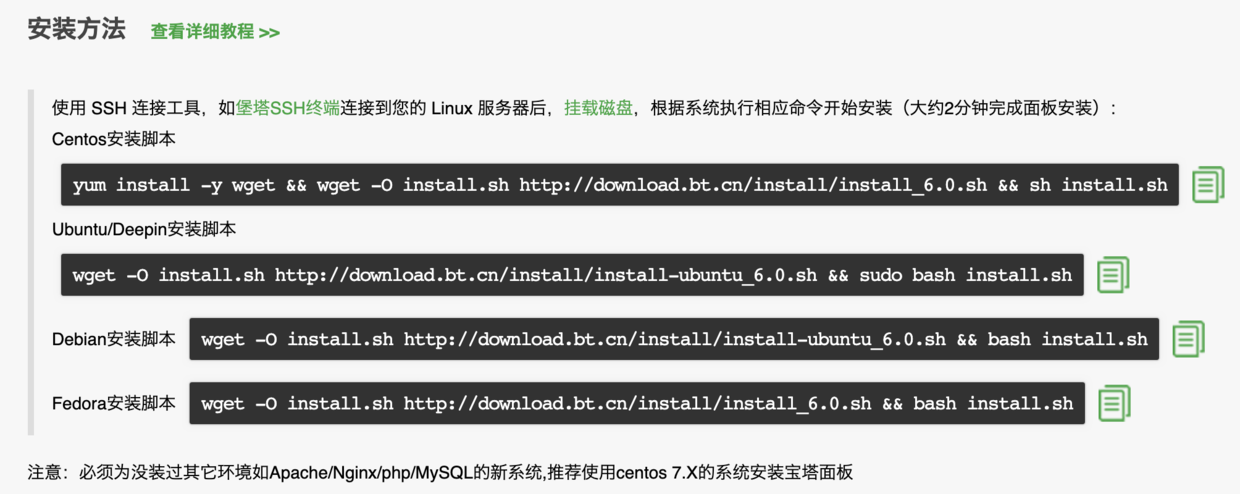 安装方法 查看详细教程 >>
使用 SSH 连接工具，如堡塔SSH终端连接到您的 Linux 服务器后，挂载磁盘，根据系统执行相应命令开始安装（大约2分钟完成面板安装）：
Centos安装脚本
yum install -y wget && wget -O install.sh http://download.bt.cn/install/install_6.0.sh && sh install.sh
Ubuntu/Deepin安装脚本
wget -O install.sh http://download.bt.cn/install/install-ubuntu_6.0.sh && sudo bash install.sh
Debian安装脚本 wget -O install.sh http://download.bt.cn/install/install-ubuntu_6.0.sh && bash install.sh
Fedora安装脚本 wget -O install.sh http://download.bt.cn/install/install_6.0.sh && bash install.sh
注意：必须为没装过其它环境如Apache/Nginx/php/MySQL的新系统,推荐使用centos 7.X的系统安装宝塔面板